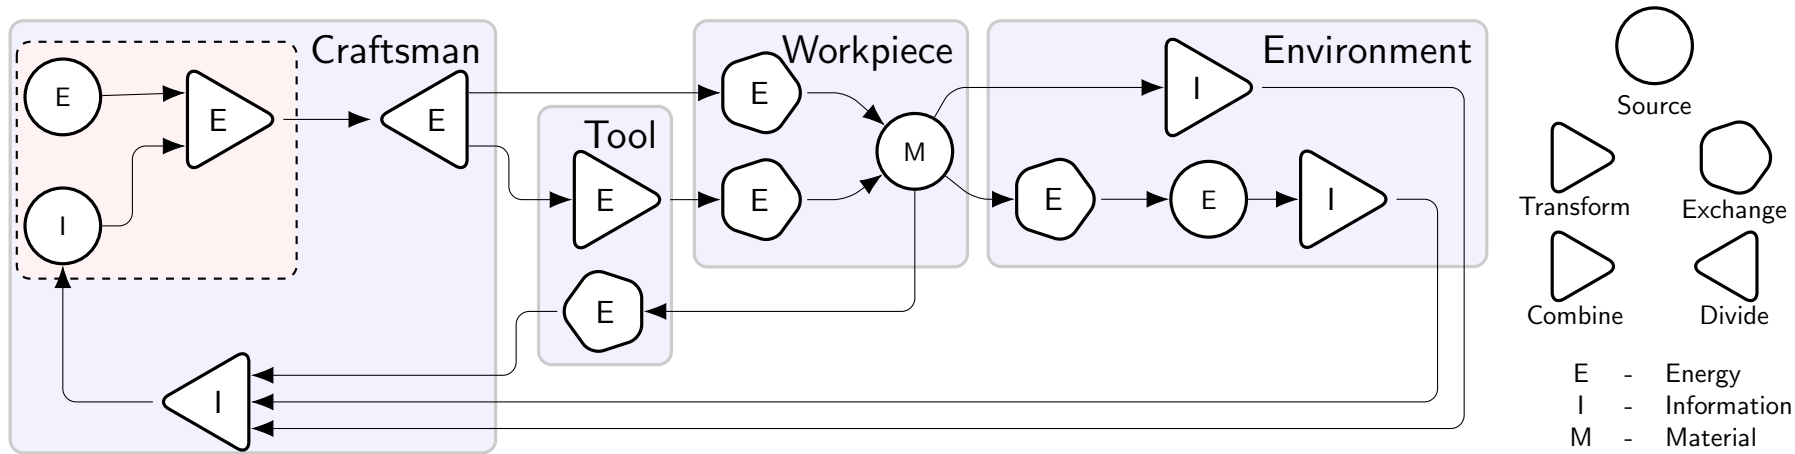 Craftsman
E
I
E
E
I
Tool
E
E
Workpiece
E
E
M
Environment
I
E
E
I
Source
Transform
Exchange
Combine
Divide
E - Energy
I - Information
M - Material